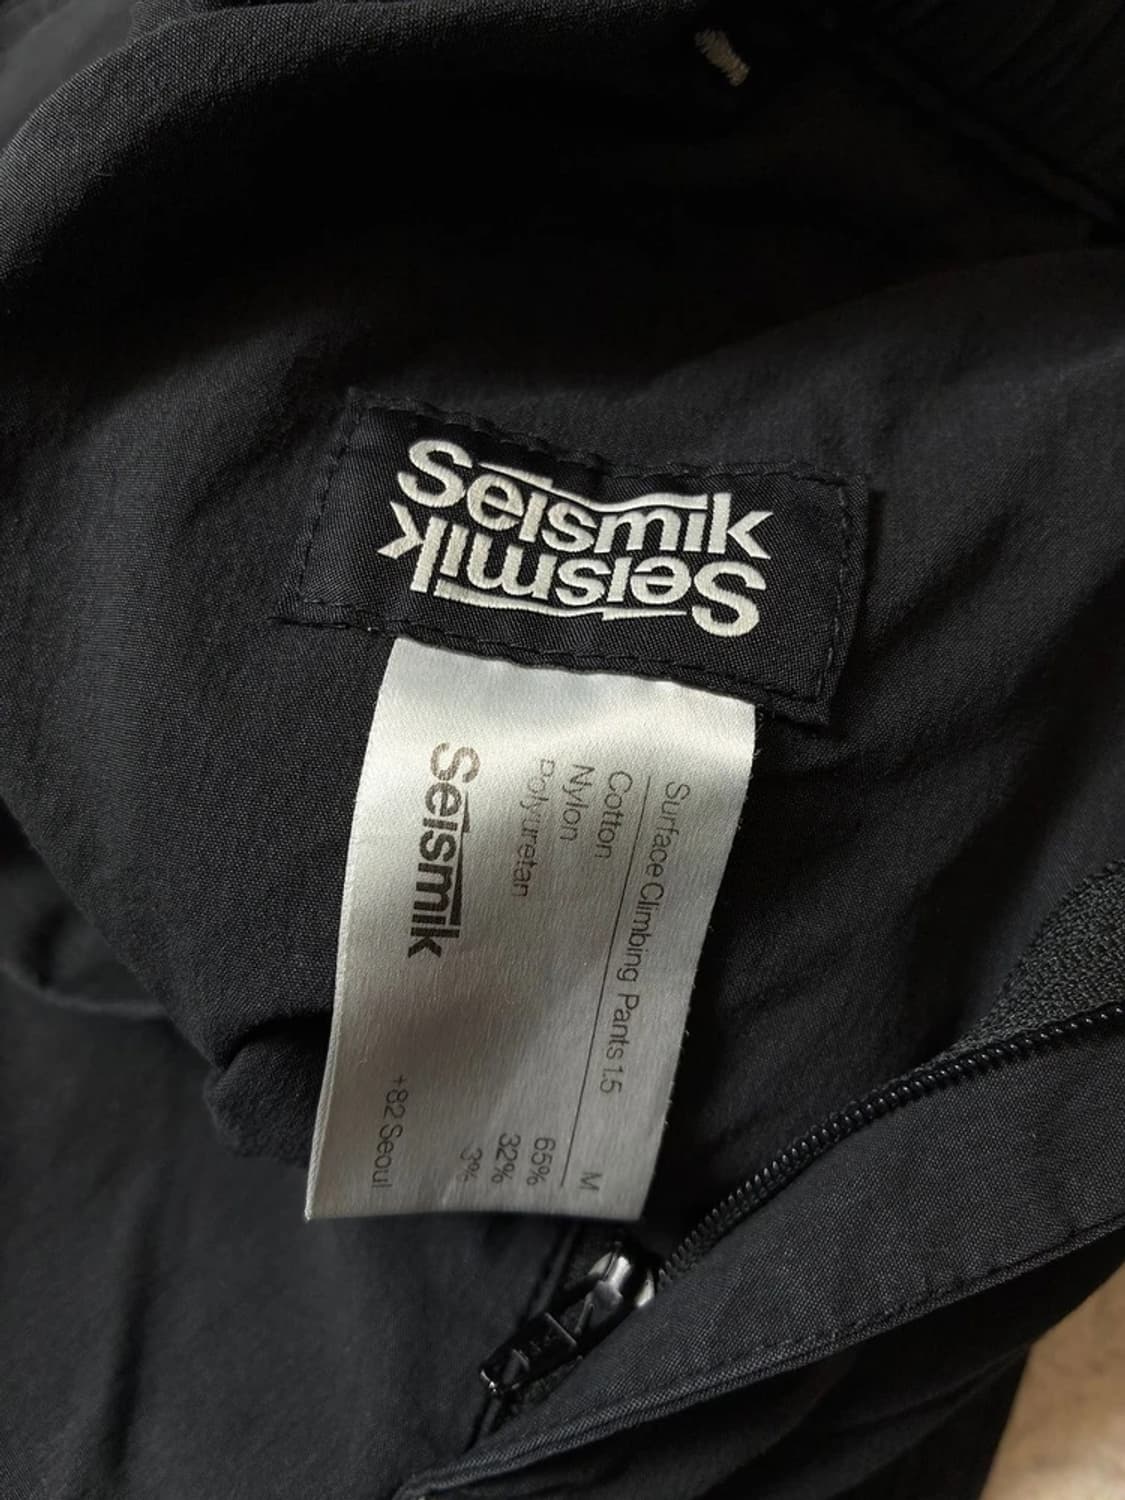 Seismik
Seismik
Surface Climbing Pants 1.5 M
Cotton 65%
Nylon 32%
Polyuretan 3%
Seismik
+82 Seoul